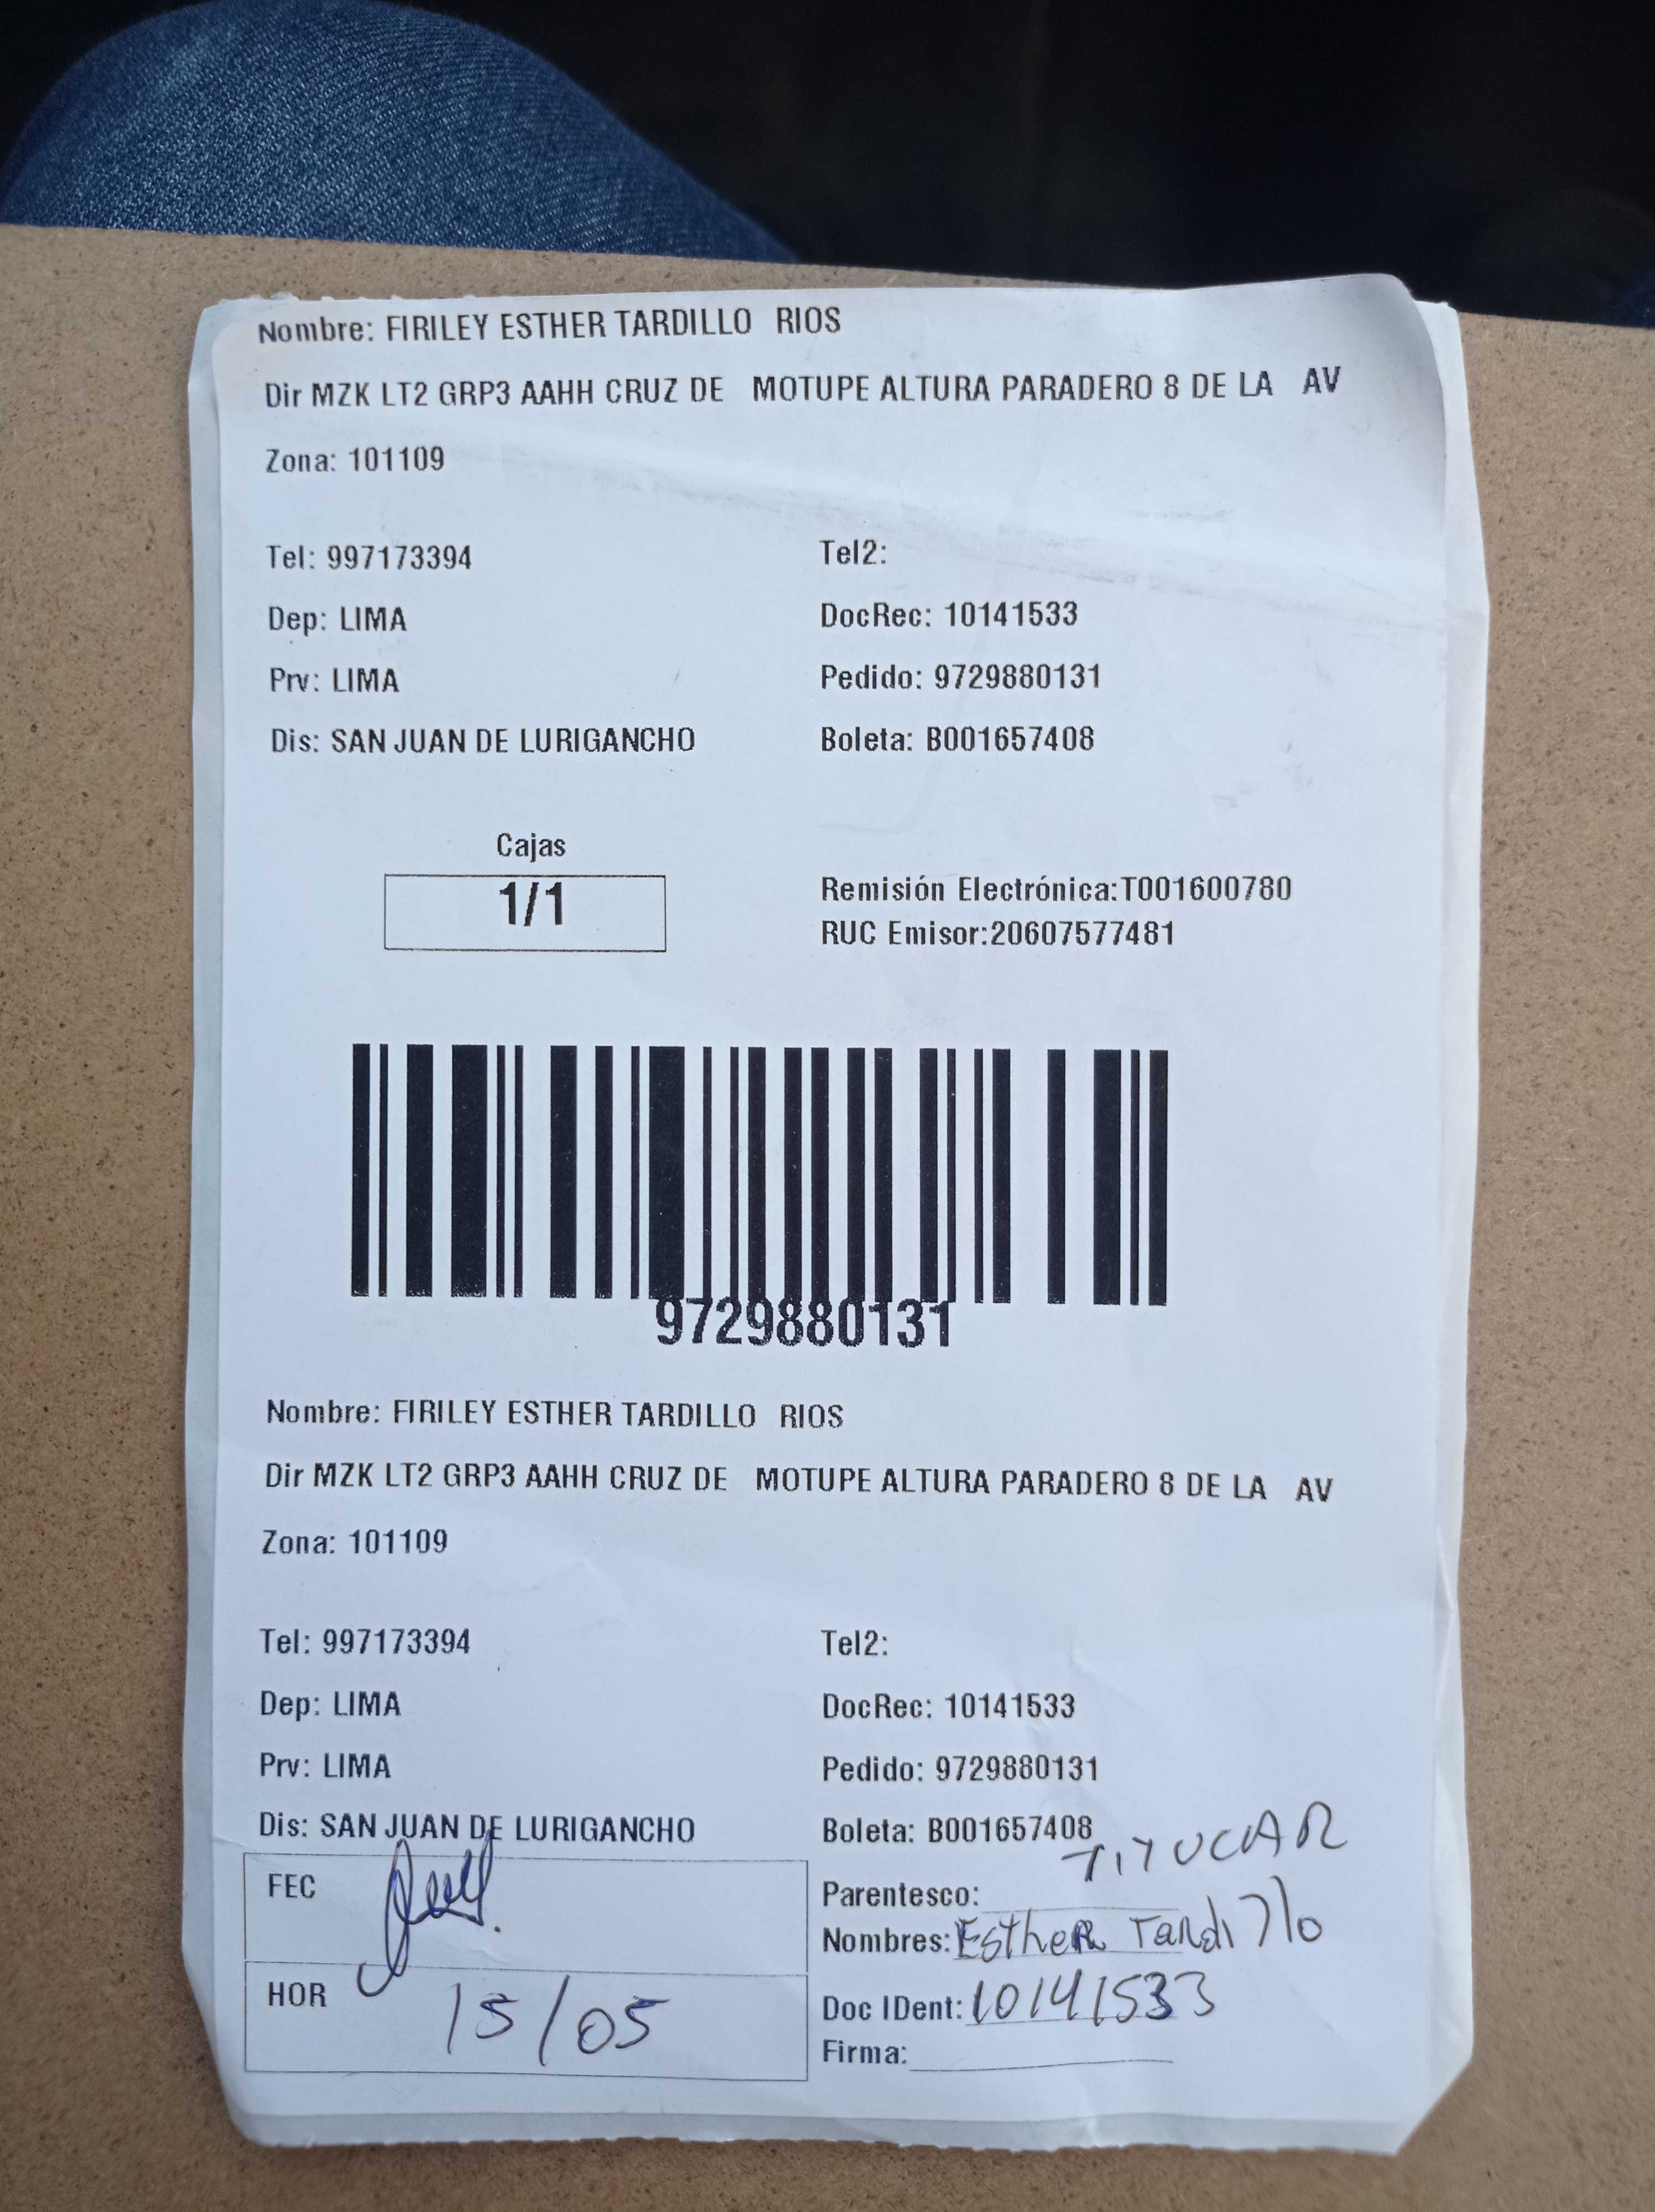 Nombre: FIRILEY ESTHER TARDILLO RIOS
Dir MZK LT2 GRP3 AAHH CRUZ DE MOTUPE ALTURA PARADERO 8 DE LA AV
Zona: 101109
Tel: 997173394 Tel2:
Dep: LIMA DocRec: 10141533
Prv: LIMA Pedido: 9729880131
Dis: SAN JUAN DE LURIGANCHO Boleta: B001657408
Cajas
1/1
Remisión Electrónica:T001600780
RUC Emisor:20607577481
9729880131
Nombre: FIRILEY ESTHER TARDILLO RIOS
Dir MZK LT2 GRP3 AAHH CRUZ DE MOTUPE ALTURA PARADERO 8 DE LA AV
Zona: 101109
Tel: 997173394 Tel2:
Dep: LIMA DocRec: 10141533
Prv: LIMA Pedido: 9729880131
Dis: SAN JUAN DE LURIGANCHO Boleta: B001657408
FEC
HOR 15/05
Parentesco: TITUCLAR
Nombres: Esther Tardillo
Doc IDent: 10141533
Firma: